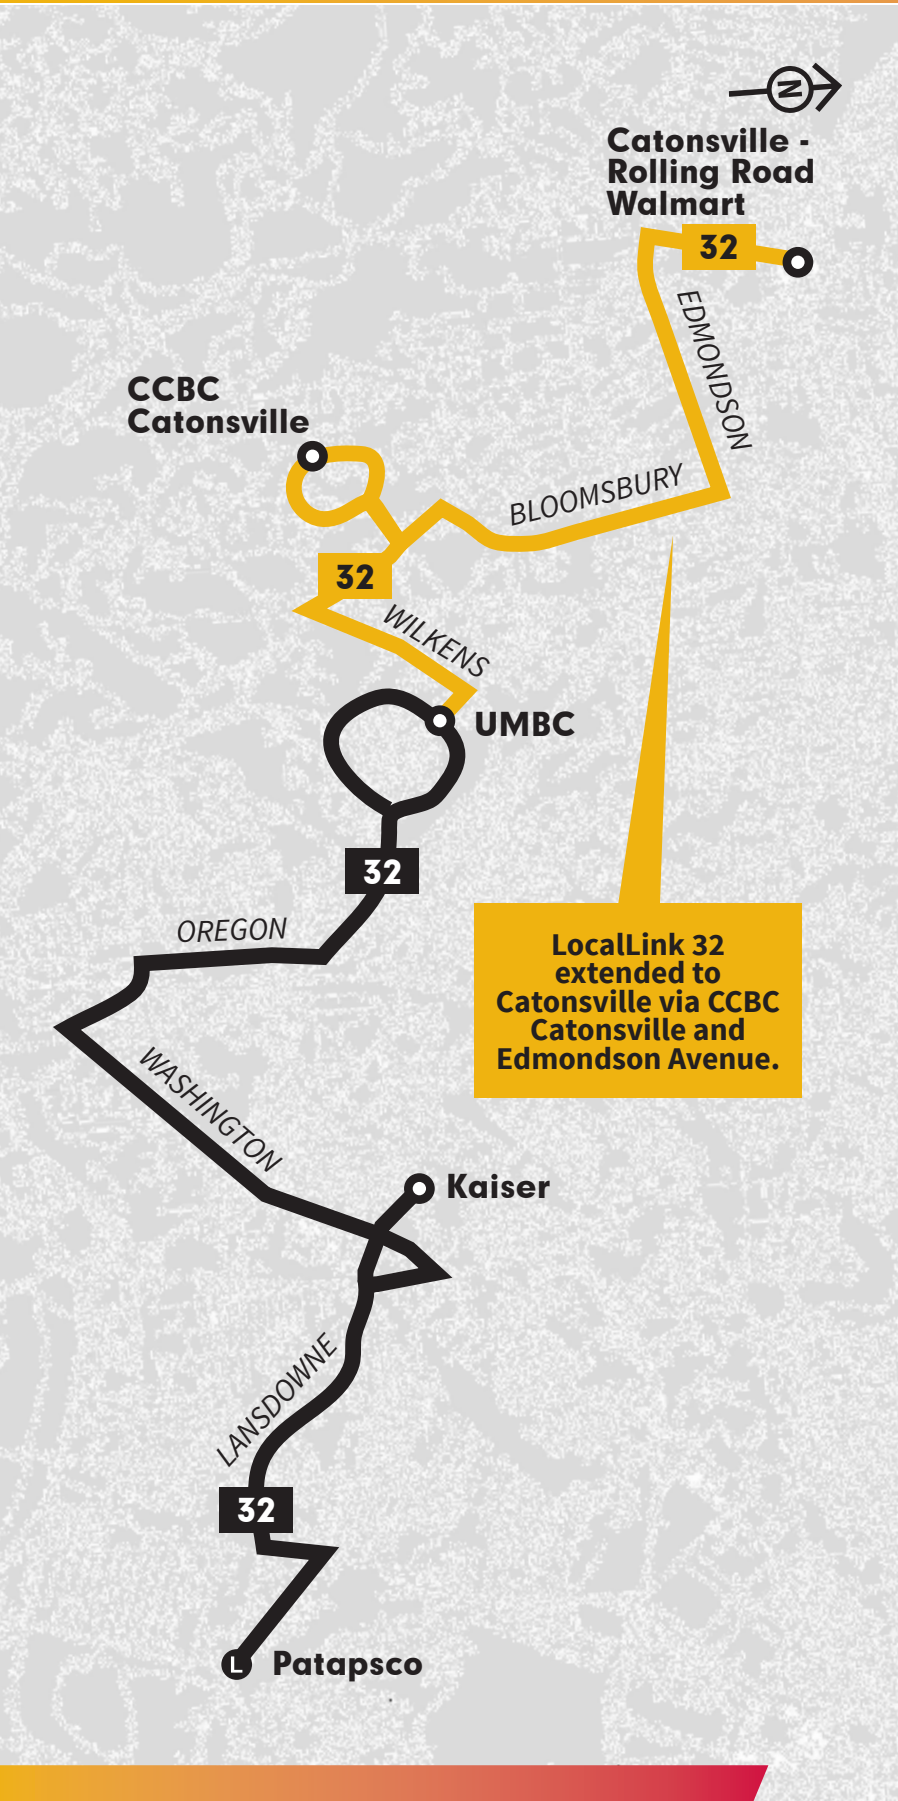 N
Catonsville -
Rolling Road
Walmart
32
EDMONDSON
CCBC
Catonsville
BLOOMSBURY
32
WILKENS
UMBC
32
OREGON
LocalLink 32
extended to
Catonsville via CCBC
Catonsville and
Edmondson Avenue.
WASHINGTON
Kaiser
LANSDOWNE
32
L
Patapsco